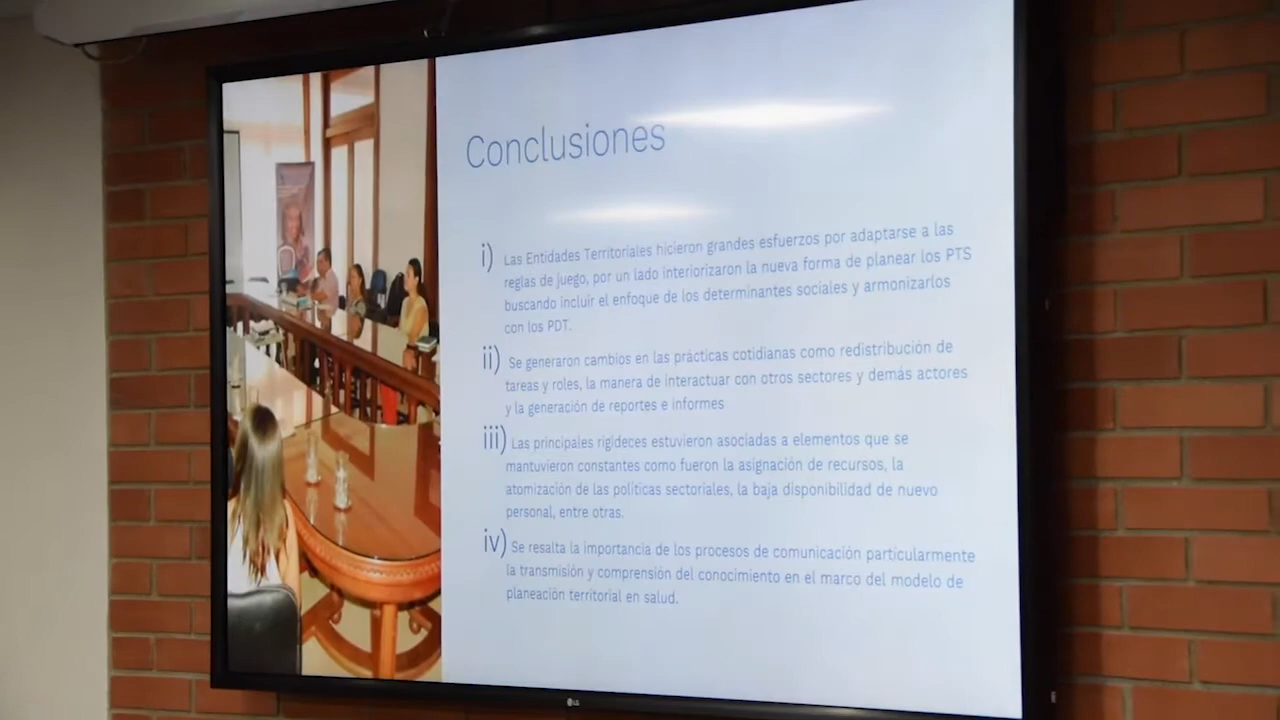 Conclusiones
i) Las Entidades Territoriales hicieron grandes esfuerzos por adaptarse a las
reglas de juego, por un lado interiorizaron la nueva forma de planear los PTS
buscando incluir el enfoque de los determinantes sociales y armonizarlos
con los PDT.
ii) Se generaron cambios en las prácticas cotidianas como redistribución de
tareas y roles, la manera de interactuar con otros sectores y demás actores
y la generación de reportes e informes
iii) Las principales rigideces estuvieron asociadas a elementos que se
mantuvieron constantes como fueron la asignación de recursos, la
atomización de las políticas sectoriales, la baja disponibilidad de nuevo
personal, entre otras.
iv) Se resalta la importancia de los procesos de comunicación particularmente
la transmisión y comprensión del conocimiento en el marco del modelo de
planeación territorial en salud.
LG